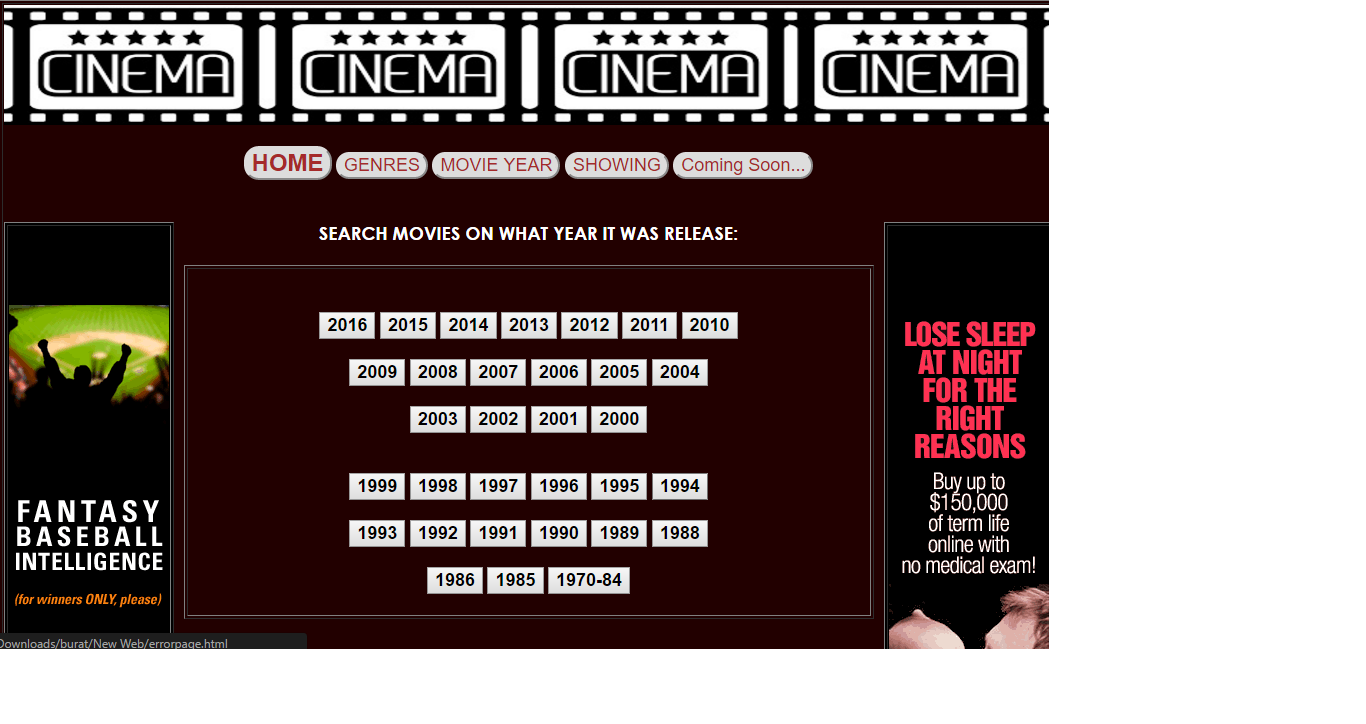 CINEMA CINEMA CINEMA CINEMA
HOME GENRES MOVIE YEAR SHOWING Coming Soon...
SEARCH MOVIES ON WHAT YEAR IT WAS RELEASE:
2016 2015 2014 2013 2012 2011 2010
2009 2008 2007 2006 2005 2004
2003 2002 2001 2000
1999 1998 1997 1996 1995 1994
1993 1992 1991 1990 1989 1988
1986 1985 1970-84
FANTASY
BASEBALL
INTELLIGENCE
(for winners ONLY, please)
LOSE SLEEP
AT NIGHT
FOR THE
RIGHT
REASONS
Buy up to
$150,000
of term life
online with
no medical exam!
Downloads/burat/New Web/errorpage.html